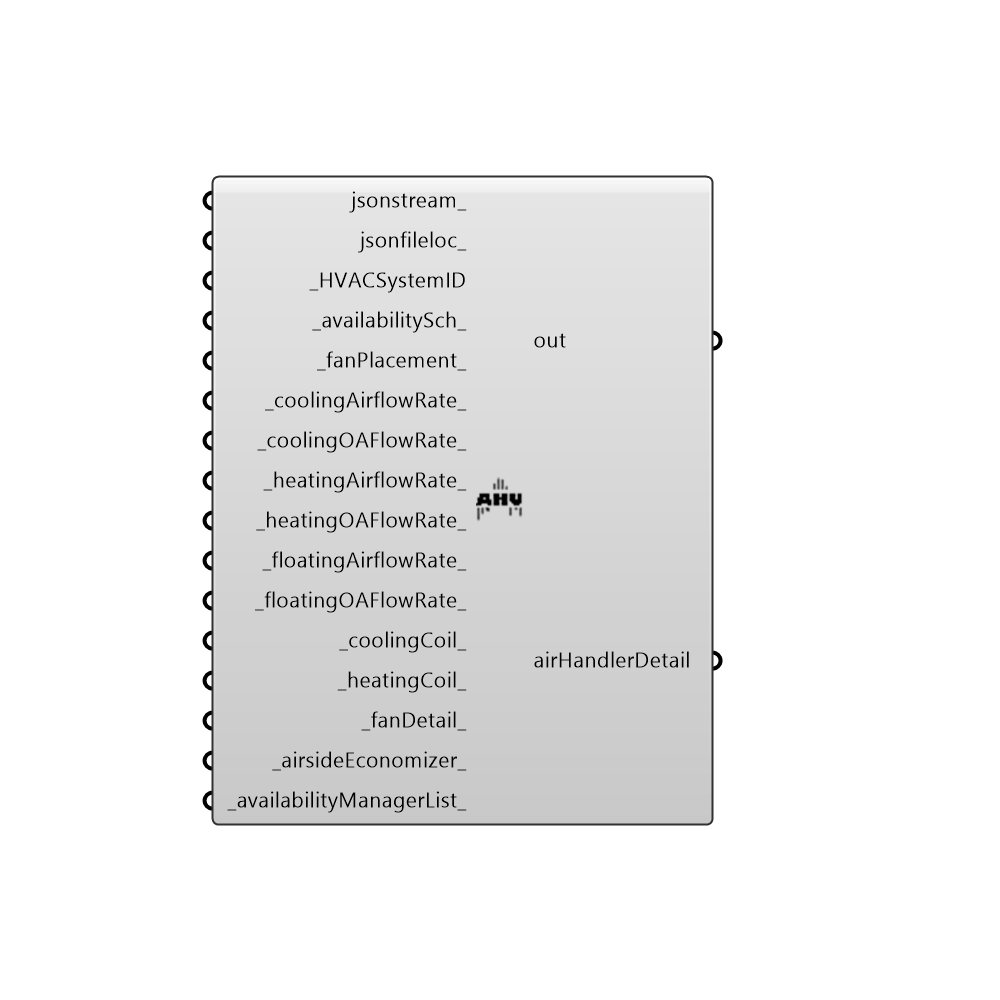 jsonstream_
jsonfileloc_
_HVACSystemID
_availabilitySch_
_fanPlacement_
_coolingAirflowRate_
_coolingOAFlowRate_
_heatingAirflowRate_
_heatingOAFlowRate_
_floatingAirflowRate_
_floatingOAFlowRate_
_coolingCoil_
_heatingCoil_
_fanDetail_
_airsideEconomizer_
_availabilityManagerList_
AHU
out
airHandlerDetail